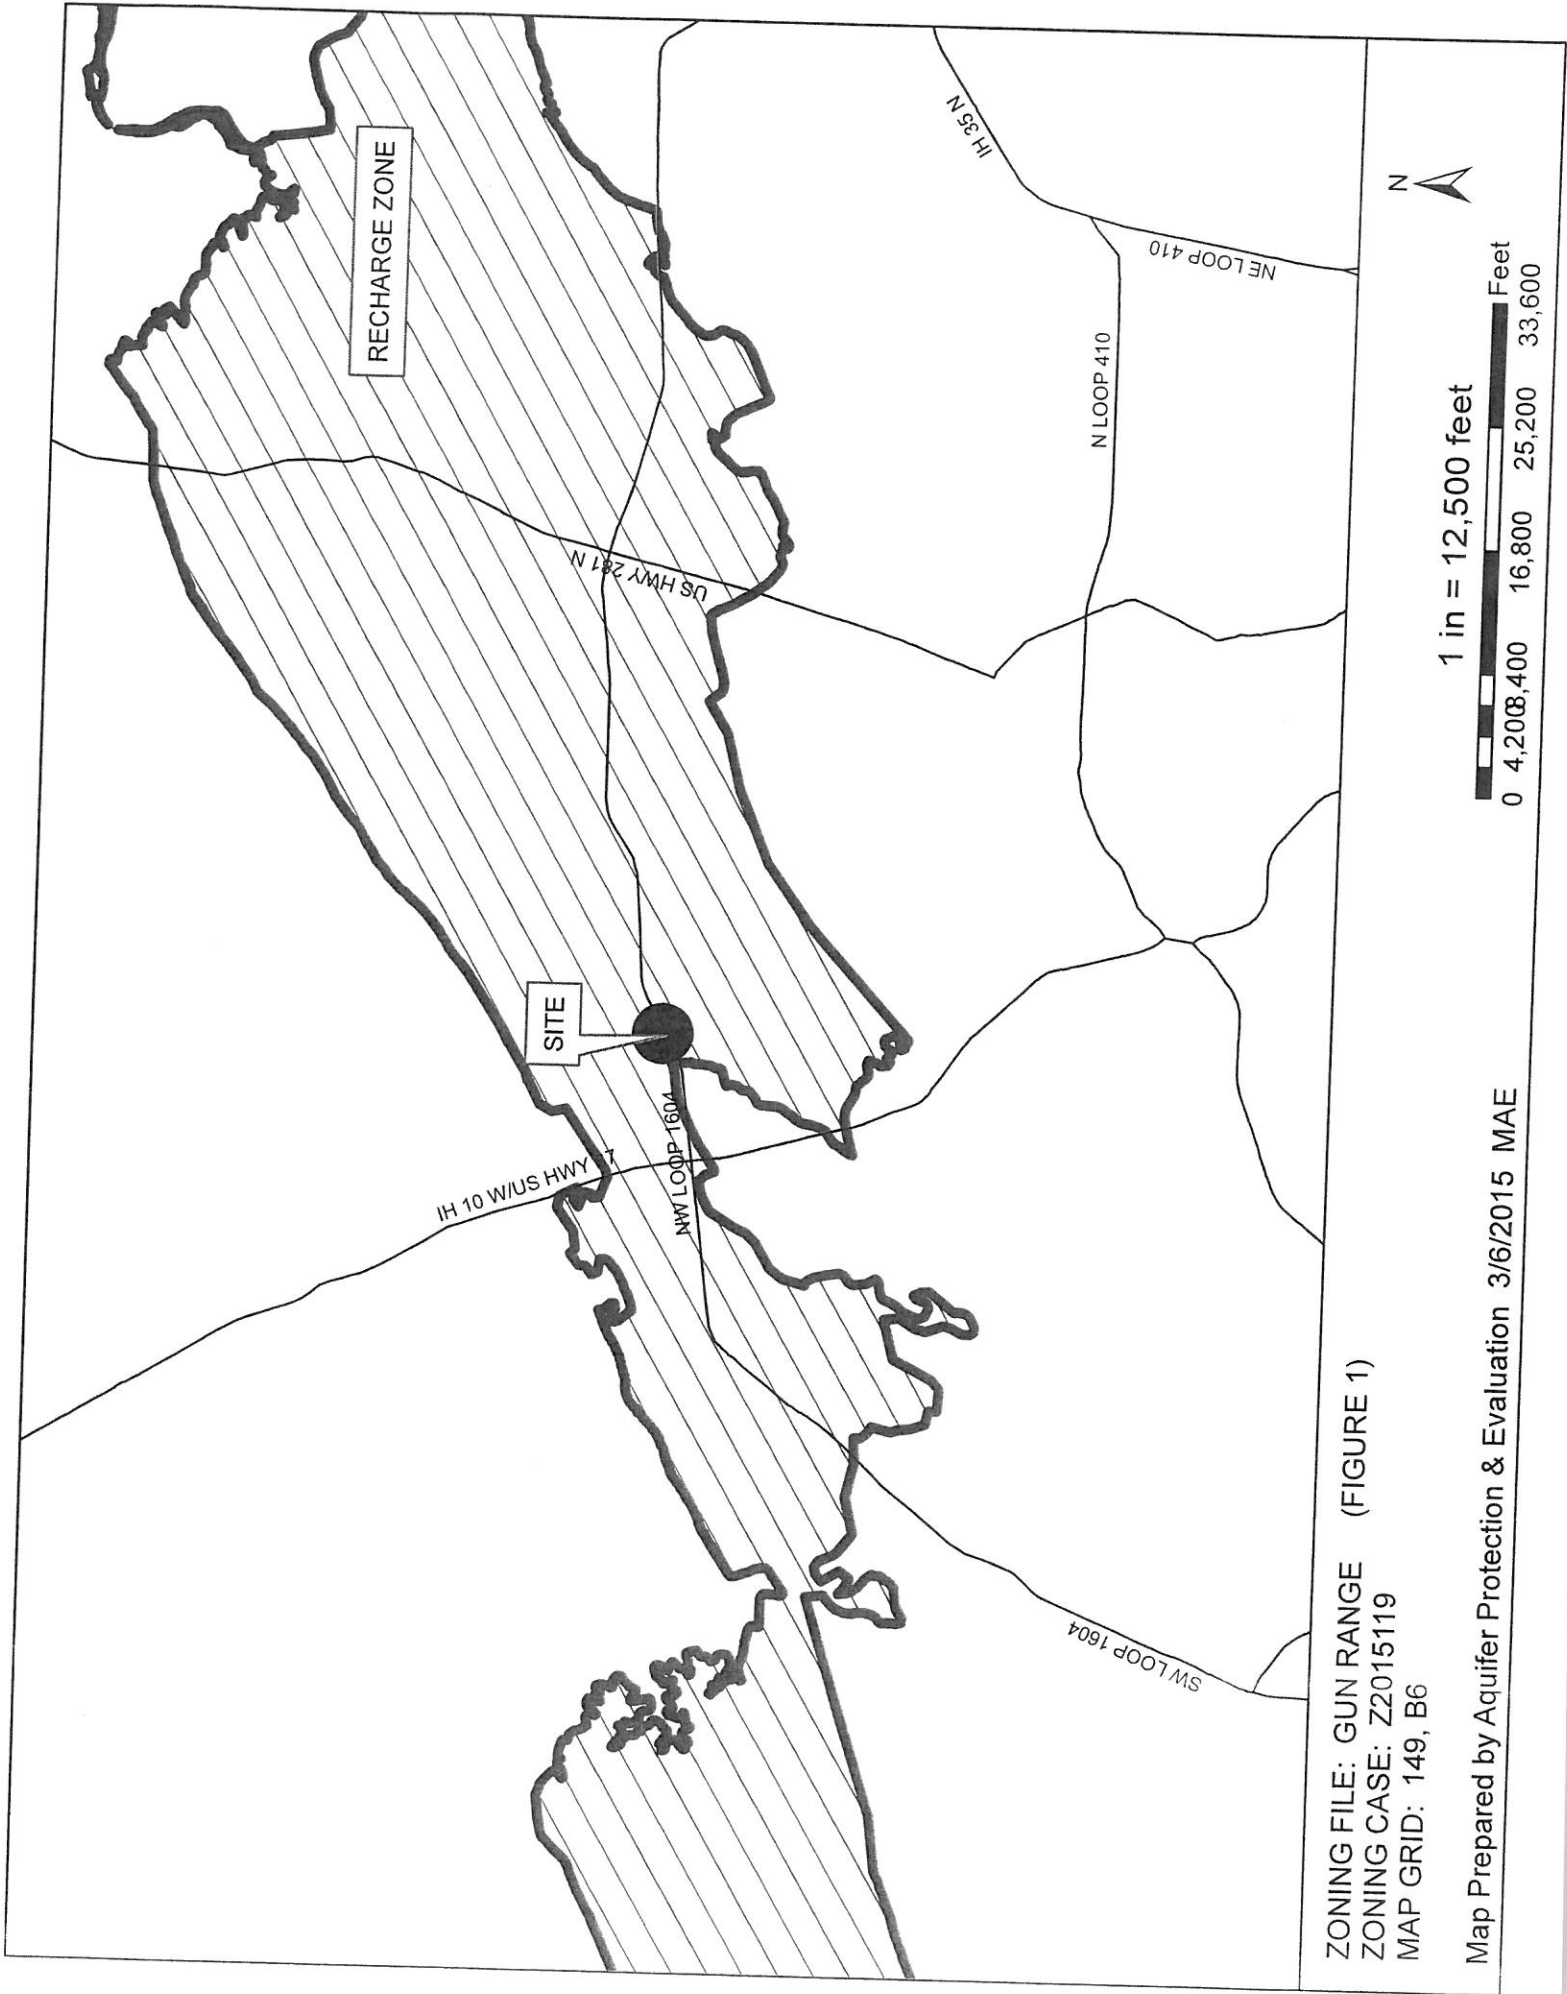 RECHARGE ZONE
IH 35 N
NE LOOP 410
N LOOP 410
US HWY 281 N
SITE
NW LOOP 1604
IH 10 W/US HWY
SW LOOP 1604
N
1 in = 12,500 feet
Feet
0 4,200 8,400 16,800 25,200 33,600
ZONING FILE: GUN RANGE (FIGURE 1)
ZONING CASE: Z2015119
MAP GRID: 149, B6
Map Prepared by Aquifer Protection & Evaluation 3/6/2015 MAE